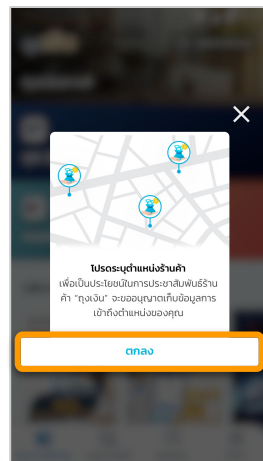 โปรดระบุตำแหน่งร้านค้า
เพื่อเป็นประโยชน์ในการประชาสัมพันธ์ร้าน
ค้า “ถุงเงิน” จะขออนุญาตเก็บข้อมูลการ
เข้าถึงตำแหน่งของคุณ
ตกลง